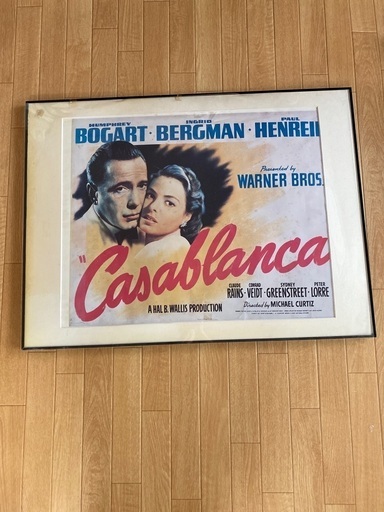 HUMPHREY INGRID PAUL
BOGART · BERGMAN · HENREID
Presented by
WARNER BROS.
"Casablanca
CLAUDE CONRAD SYDNEY PETER
RAINS · VEIDT · GREENSTREET · LORRE
A HAL B. WALLIS PRODUCTION
Directed by MICHAEL CURTIZ